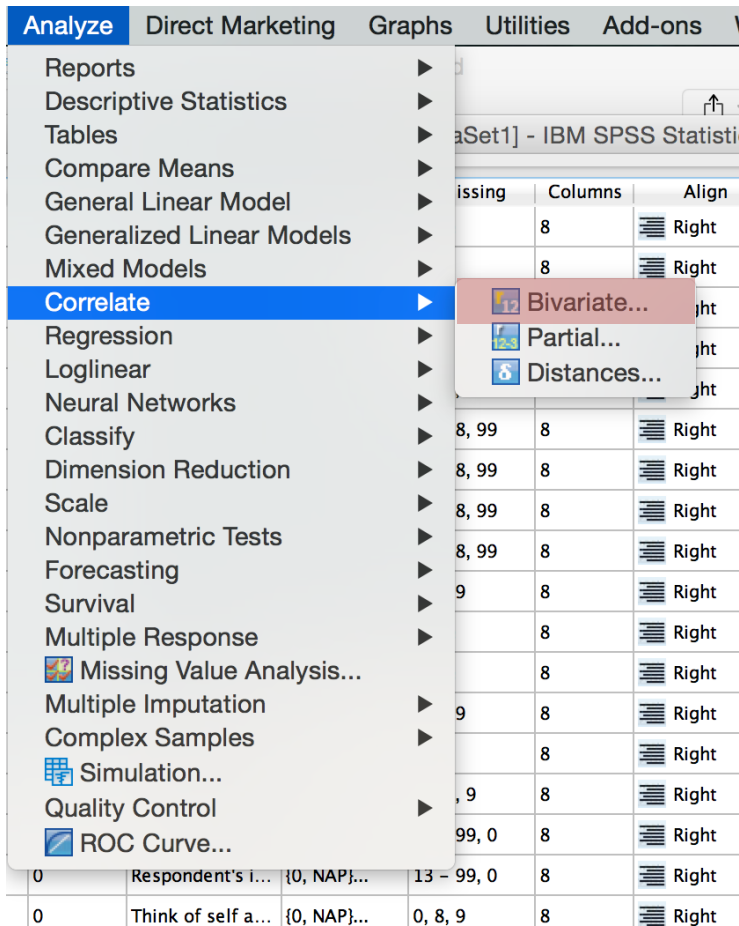 Analyze Direct Marketing Graphs Utilities Add-ons
Reports
Descriptive Statistics
Tables
aSet1] - IBM SPSS Statisti
Compare Means
issing Columns Align
General Linear Model
8 Right
Generalized Linear Models
Mixed Models
8 Right
Correlate
Bivariate...
ght
Regression
Partial...
ght
Loglinear
Distances...
ght
Neural Networks
Classify
8, 99 8 Right
Dimension Reduction
8, 99 8 Right
Scale
8, 99 8 Right
Nonparametric Tests
8, 99 8 Right
Forecasting
9 8 Right
Survival
Multiple Response
8 Right
Missing Value Analysis...
8 Right
Multiple Imputation
9 8 Right
Complex Samples
8 Right
Simulation...
, 9 8 Right
Quality Control
99, 0 8 Right
ROC Curve...
0 Respondent's i... {0, NAP}... 13 – 99, 0 8 Right
0 Think of self a... {0, NAP}... 0, 8, 9 8 Right